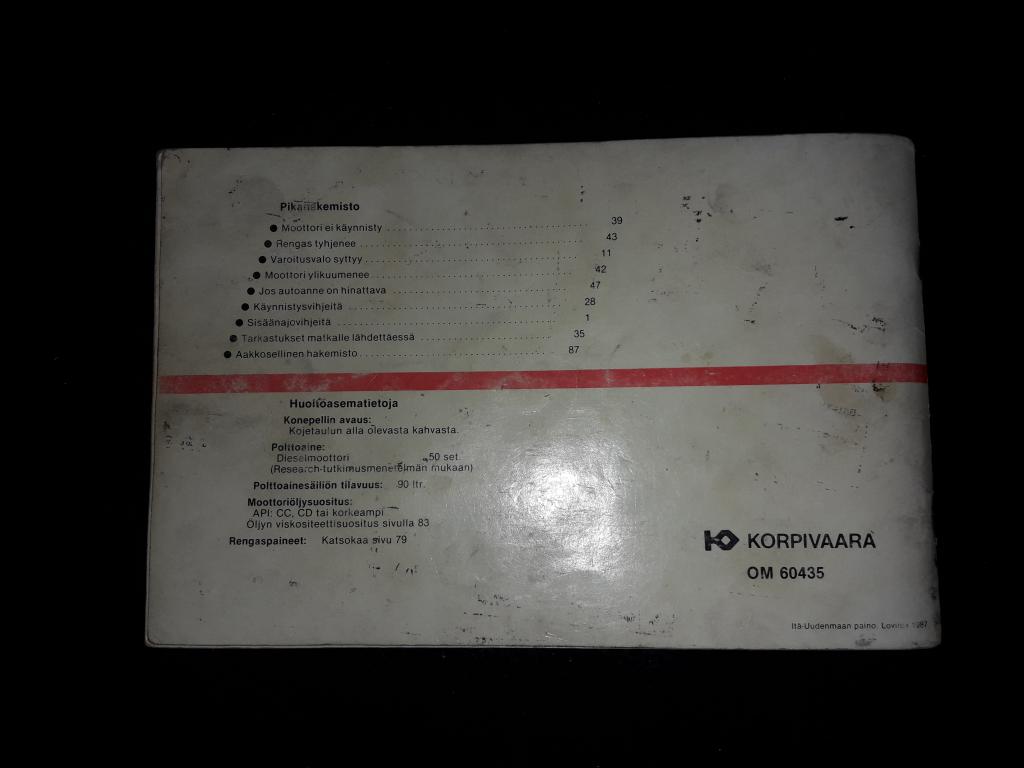 Pikahakemisto
● Moottori ei käynnisty 39
● Rengas tyhjenee 43
● Varoitusvalo syttyy 11
● Moottori ylikuumenee 42
● Jos autoanne on hinattava 47
● Käynnistysvihjeitä 28
● Sisäänajovihjeitä 1
● Tarkastukset matkalle lähdettäessä 35
● Aakkosellinen hakemisto 87
Huoltoasematietoja
Konepellin avaus:
Kojetaulun alla olevasta kahvasta.
Polttoaine:
Dieselmoottori 50 set.
(Research-tutkimusmenetelmän mukaan)
Polttoainesäiliön tilavuus: 90 ltr.
Moottoriöljysuositus:
API: CC, CD tai korkeampi
Öljyn viskositeettisuositus sivulla 83
Rengaspaineet: Katsokaa sivu 79
KORPIVAARA
OM 60435
Itä-Uudenmaan paino, Loviisa 1987